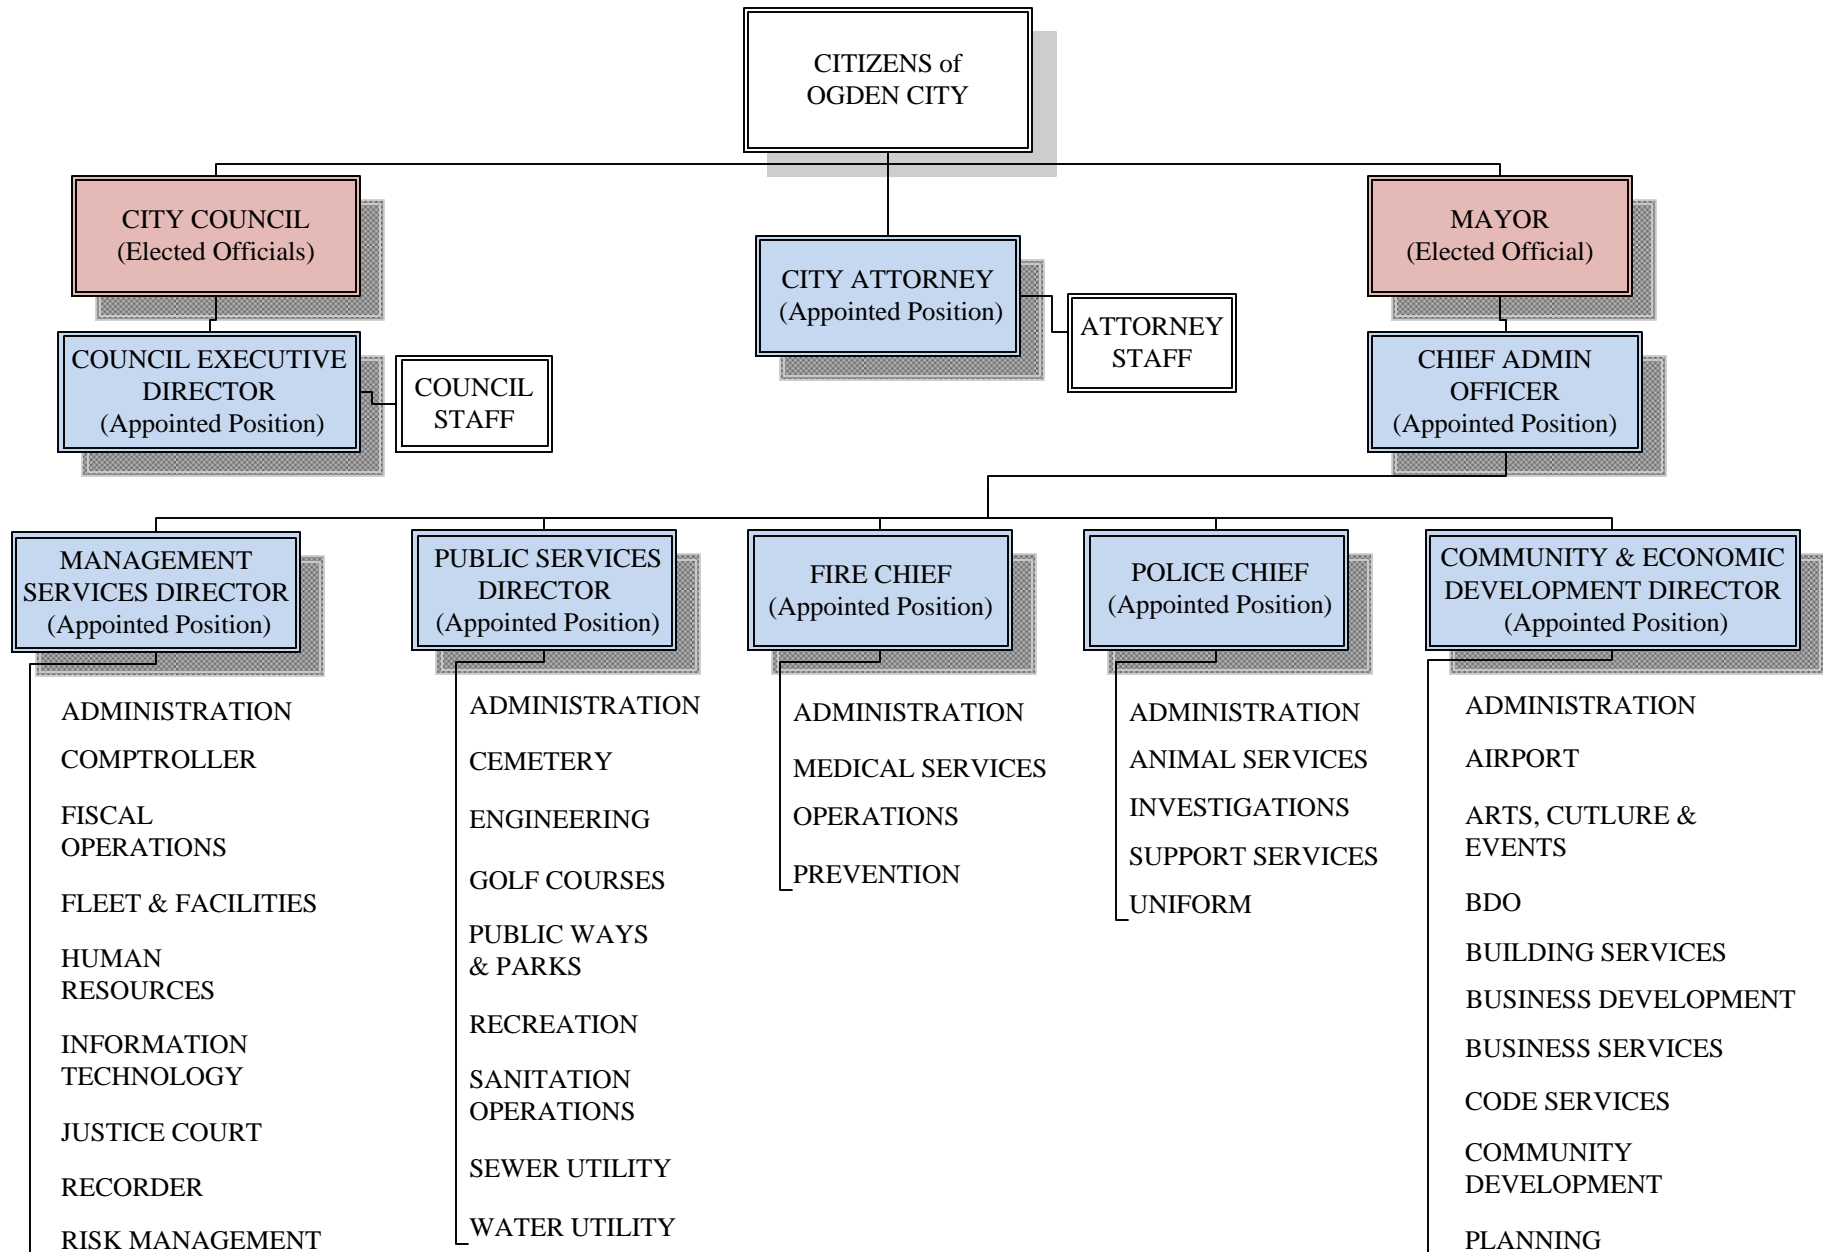 CITIZENS of
OGDEN CITY
CITY COUNCIL
(Elected Officials)
CITY ATTORNEY
(Appointed Position)
MAYOR
(Elected Official)
ATTORNEY
STAFF
COUNCIL EXECUTIVE
DIRECTOR
(Appointed Position)
COUNCIL
STAFF
CHIEF ADMIN
OFFICER
(Appointed Position)
MANAGEMENT
SERVICES DIRECTOR
(Appointed Position)
PUBLIC SERVICES
DIRECTOR
(Appointed Position)
FIRE CHIEF
(Appointed Position)
POLICE CHIEF
(Appointed Position)
COMMUNITY & ECONOMIC
DEVELOPMENT DIRECTOR
(Appointed Position)
ADMINISTRATION
COMPTROLLER
FISCAL
OPERATIONS
FLEET & FACILITIES
HUMAN
RESOURCES
INFORMATION
TECHNOLOGY
JUSTICE COURT
RECORDER
RISK MANAGEMENT
ADMINISTRATION
CEMETERY
ENGINEERING
GOLF COURSES
PUBLIC WAYS
& PARKS
RECREATION
SANITATION
OPERATIONS
SEWER UTILITY
WATER UTILITY
ADMINISTRATION
MEDICAL SERVICES
OPERATIONS
PREVENTION
ADMINISTRATION
ANIMAL SERVICES
INVESTIGATIONS
SUPPORT SERVICES
UNIFORM
ADMINISTRATION
AIRPORT
ARTS, CUTLURE &
EVENTS
BDO
BUILDING SERVICES
BUSINESS DEVELOPMENT
BUSINESS SERVICES
CODE SERVICES
COMMUNITY
DEVELOPMENT
PLANNING